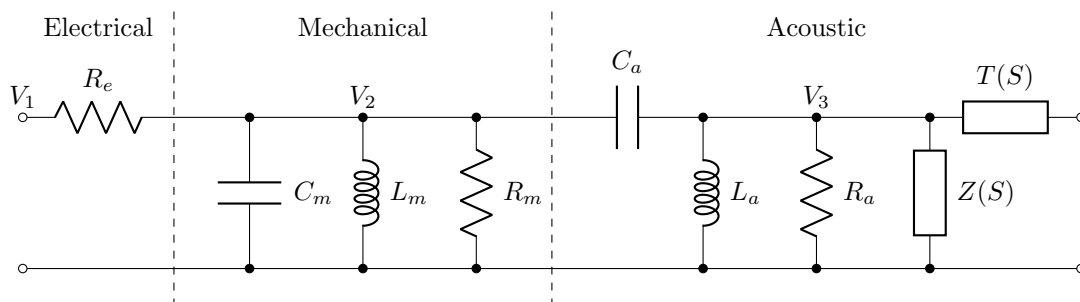 Electrical Mechanical Acoustic
V₁ Rₑ V₂ Cₐ V₃ T(S)
Cₘ Lₘ Rₘ Lₐ Rₐ Z(S)